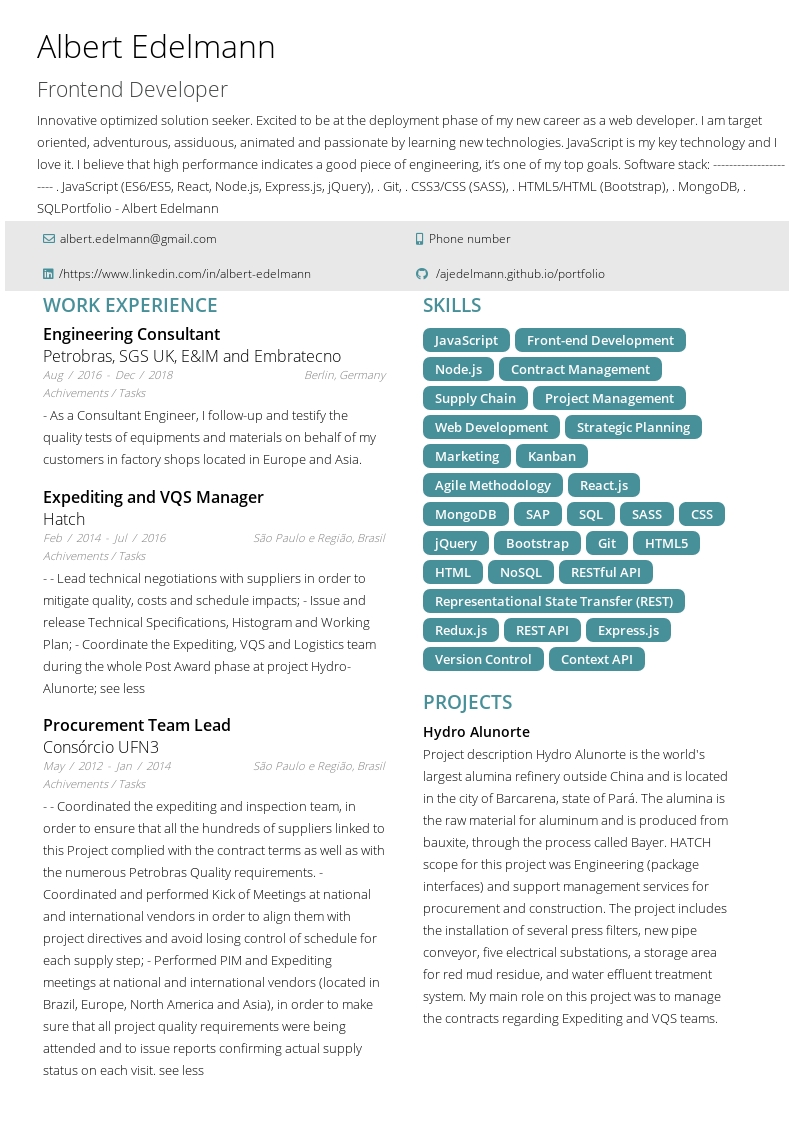 Albert Edelmann
Frontend Developer
Innovative optimized solution seeker. Excited to be at the deployment phase of my new career as a web developer. I am target
oriented, adventurous, assiduous, animated and passionate by learning new technologies. JavaScript is my key technology and I
love it. I believe that high performance indicates a good piece of engineering, it’s one of my top goals. Software stack: -------------------
---- . JavaScript (ES6/ES5, React, Node.js, Express.js, jQuery), . Git, . CSS3/CSS (SASS), . HTML5/HTML (Bootstrap), . MongoDB, .
SQLPortfolio - Albert Edelmann
albert.edelmann@gmail.com
Phone number
/https://www.linkedin.com/in/albert-edelmann
/ajedelmann.github.io/portfolio
WORK EXPERIENCE
Engineering Consultant
Petrobras, SGS UK, E&IM and Embratecno
Aug / 2016 - Dec / 2018 Berlin, Germany
Achivements / Tasks
- As a Consultant Engineer, I follow-up and testify the
quality tests of equipments and materials on behalf of my
customers in factory shops located in Europe and Asia.
Expediting and VQS Manager
Hatch
Feb / 2014 - Jul / 2016 São Paulo e Região, Brasil
Achivements / Tasks
- - Lead technical negotiations with suppliers in order to
mitigate quality, costs and schedule impacts; - Issue and
release Technical Specifications, Histogram and Working
Plan; - Coordinate the Expediting, VQS and Logistics team
during the whole Post Award phase at project Hydro-
Alunorte; see less
Procurement Team Lead
Consórcio UFN3
May / 2012 - Jan / 2014 São Paulo e Região, Brasil
Achivements / Tasks
- - Coordinated the expediting and inspection team, in
order to ensure that all the hundreds of suppliers linked to
this Project complied with the contract terms as well as with
the numerous Petrobras Quality requirements. -
Coordinated and performed Kick of Meetings at national
and international vendors in order to align them with
project directives and avoid losing control of schedule for
each supply step; - Performed PIM and Expediting
meetings at national and international vendors (located in
Brazil, Europe, North America and Asia), in order to make
sure that all project quality requirements were being
attended and to issue reports confirming actual supply
status on each visit. see less
SKILLS
JavaScript Front-end Development
Node.js Contract Management
Supply Chain Project Management
Web Development Strategic Planning
Marketing Kanban
Agile Methodology React.js
MongoDB SAP SQL SASS CSS
jQuery Bootstrap Git HTML5
HTML NoSQL RESTful API
Representational State Transfer (REST)
Redux.js REST API Express.js
Version Control Context API
PROJECTS
Hydro Alunorte
Project description Hydro Alunorte is the world's
largest alumina refinery outside China and is located
in the city of Barcarena, state of Pará. The alumina is
the raw material for aluminum and is produced from
bauxite, through the process called Bayer. HATCH
scope for this project was Engineering (package
interfaces) and support management services for
procurement and construction. The project includes
the installation of several press filters, new pipe
conveyor, five electrical substations, a storage area
for red mud residue, and water effluent treatment
system. My main role on this project was to manage
the contracts regarding Expediting and VQS teams.